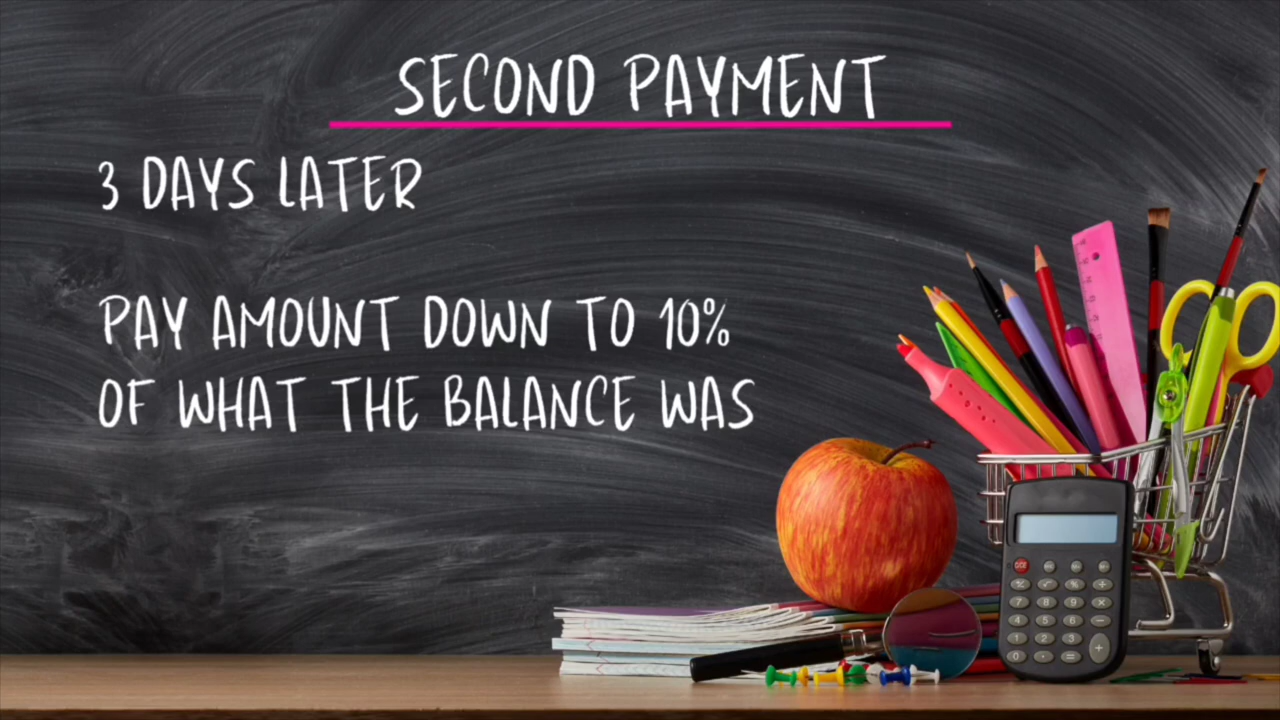 SECOND PAYMENT
3 DAYS LATER
PAY AMOUNT DOWN TO 10%
OF WHAT THE BALANCE WAS